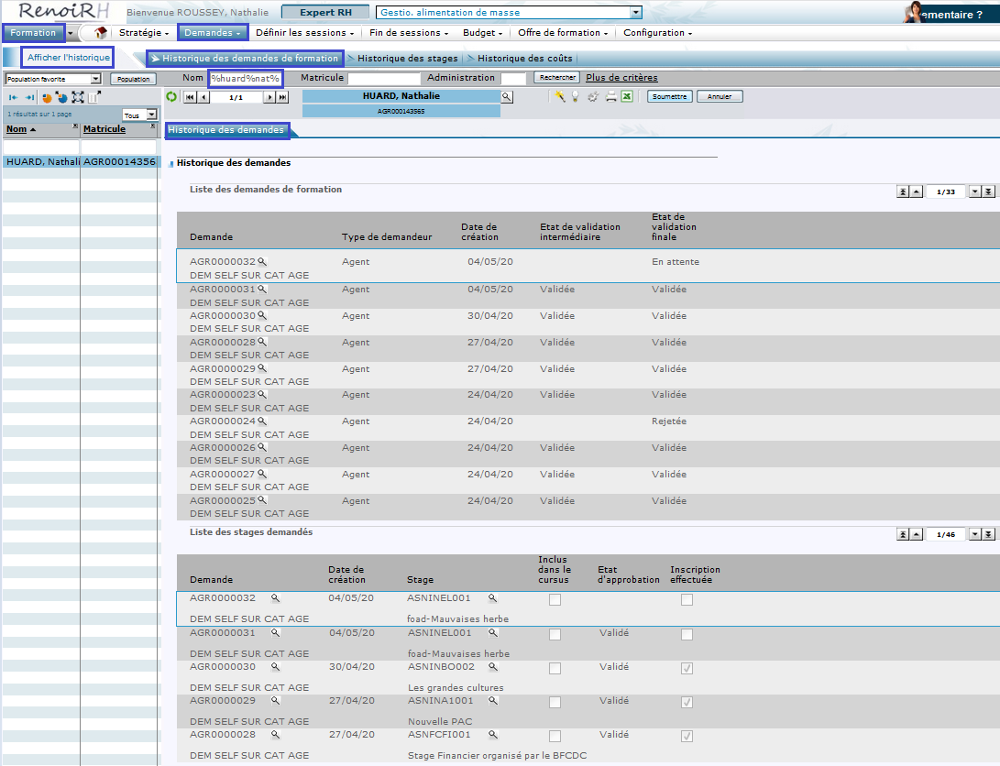 RenoiRH Bienvenue ROUSSEY, Nathalie Expert RH Gestio. alimentation de masse ementaire ?
Formation Stratégie Demandes Définir les sessions Fin de sessions Budget Offre de formation Configuration
Afficher l'historique Historique des demandes de formation Historique des stages Historique des coûts
Population favorite Population Nom %huard%nat% Matricule Administration Rechercher Plus de critères
1/1 HUARD, Nathalie Soumettre Annuler
AGR000143565
1 résultat sur 1 page Tous
Nom Matricule Historique des demandes
HUARD, Nathali AGR000143565 Historique des demandes
Liste des demandes de formation 1/33
Demande Type de demandeur Date de création Etat de validation intermédiaire Etat de validation finale
AGR0000032 Agent 04/05/20 En attente
DEM SELF SUR CAT AGE
AGR0000031 Agent 04/05/20 Validée Validée
DEM SELF SUR CAT AGE
AGR0000030 Agent 30/04/20 Validée Validée
DEM SELF SUR CAT AGE
AGR0000028 Agent 27/04/20 Validée Validée
DEM SELF SUR CAT AGE
AGR0000029 Agent 27/04/20 Validée Validée
DEM SELF SUR CAT AGE
AGR0000023 Agent 24/04/20 Validée Validée
DEM SELF SUR CAT AGE
AGR0000024 Agent 24/04/20 Rejetée
DEM SELF SUR CAT AGE
AGR0000026 Agent 24/04/20 Validée Validée
DEM SELF SUR CAT AGE
AGR0000027 Agent 24/04/20 Validée Validée
DEM SELF SUR CAT AGE
AGR0000025 Agent 24/04/20 Validée Validée
DEM SELF SUR CAT AGE
Liste des stages demandés 1/46
Demande Date de création Stage Inclus dans le cursus Etat d'approbation Inscription effectuée
AGR0000032 04/05/20 ASNINEL001
DEM SELF SUR CAT AGE foad-Mauvaises herbe
AGR0000031 04/05/20 ASNINEL001 Validé
DEM SELF SUR CAT AGE foad-Mauvaises herbe
AGR0000030 30/04/20 ASNINBO002 Validé
DEM SELF SUR CAT AGE Les grandes cultures
AGR0000029 27/04/20 ASNINA1001 Validé
DEM SELF SUR CAT AGE Nouvelle PAC
AGR0000028 27/04/20 ASNFCFI001 Validé
DEM SELF SUR CAT AGE Stage Financier organisé par le BFCDC